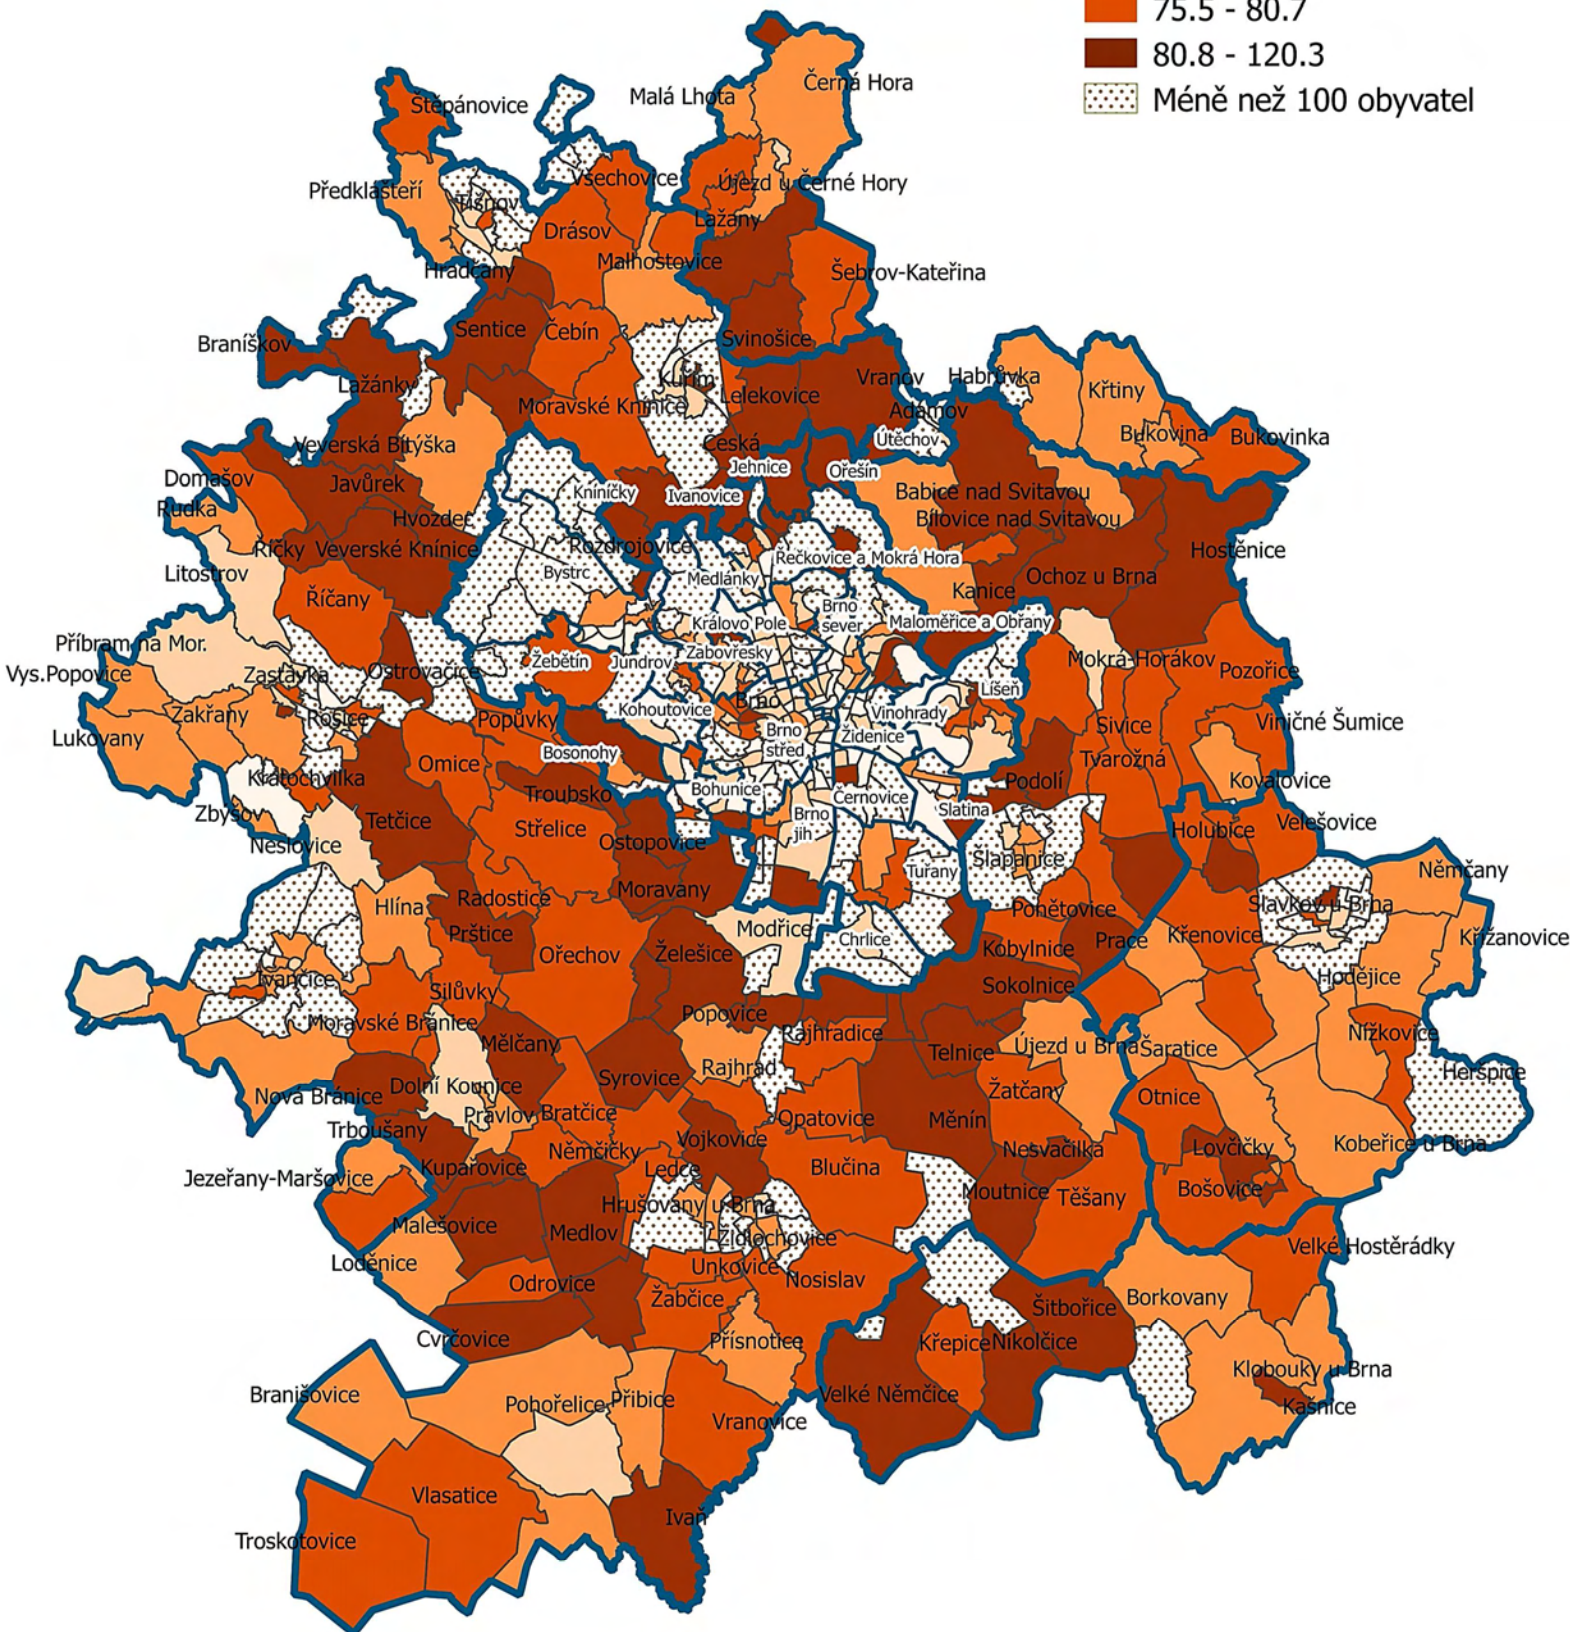 75.5 - 80.7
80.8 - 120.3
Méně než 100 obyvatel
Černá Hora
Malá Lhota
Štěpánovice
Všechovice
Újezd u Černé Hory
Předklášteří
Tišnov
Lažany
Drásov
Malhostovice
Hradčany
Šebrov-Kateřina
Sentice
Čebín
Svinošice
Braníškov
Lažánky
Kuřim
Lelekovice
Vranov
Habrůvka
Křtiny
Moravské Knínice
Adamov
Útěchov
Bukovina
Bukovinka
Veverská Bítýška
Česká
Jehnice
Ořešín
Domašov
Javůrek
Kníničky
Ivanovice
Babice nad Svitavou
Rudka
Hvozdec
Bílovice nad Svitavou
Říčky
Veverské Knínice
Rozdrojovice
Řečkovice a Mokrá Hora
Hostěnice
Litostrov
Bystrc
Medlánky
Kanice
Ochoz u Brna
Říčany
Brno
sever
Královo Pole
Maloměřice a Obřany
Příbram na Mor.
Žabovřesky
Vys.Popovice
Zastávka
Ostrovačice
Žebětín
Jundrov
Mokrá-Horákov
Pozořice
Líšeň
Brno
Kohoutovice
Vinohrady
Zakřany
Rosice
Popůvky
Sivice
Viničné Šumice
Lukovany
Bosonohy
Brno
střed
Židenice
Omice
Tvarožná
Kratochvilka
Podolí
Kovalovice
Troubsko
Bohunice
Černovice
Zbýšov
Brno
jih
Slatina
Tetčice
Střelice
Holubice
Velešovice
Neslovice
Ostopovice
Šlapanice
Tuřany
Němčany
Moravany
Radostice
Hlína
Ponětovice
Slavkov u Brna
Prštice
Modřice
Chrlice
Prace
Křenovice
Křižanovice
Ořechov
Želešice
Kobylnice
Ivančice
Silůvky
Sokolnice
Hodějice
Moravské Bránice
Popovice
Rajhradice
Nížkovice
Mělčany
Telnice
Újezd u Brna
Šaratice
Rajhrad
Heršpice
Syrovice
Dolní Kounice
Žatčany
Nová Bránice
Otnice
Pravlov
Bratčice
Opatovice
Měnín
Trboušany
Vojkovice
Němčičky
Nesvačilka
Lovčičky
Kobeřice u Brna
Kupařovice
Ledce
Blučina
Jezeřany-Maršovice
Moutnice
Těšany
Bošovice
Hrušovany u Brna
Malešovice
Medlov
Židlochovice
Velké Hostěrádky
Loděnice
Unkovice
Nosislav
Odrovice
Žabčice
Borkovany
Šitbořice
Cvrčovice
Přísnotice
Křepice
Nikolčice
Klobouky u Brna
Branišovice
Pohořelice
Přibice
Velké Němčice
Kašnice
Vranovice
Vlasatice
Ivaň
Troskotovice